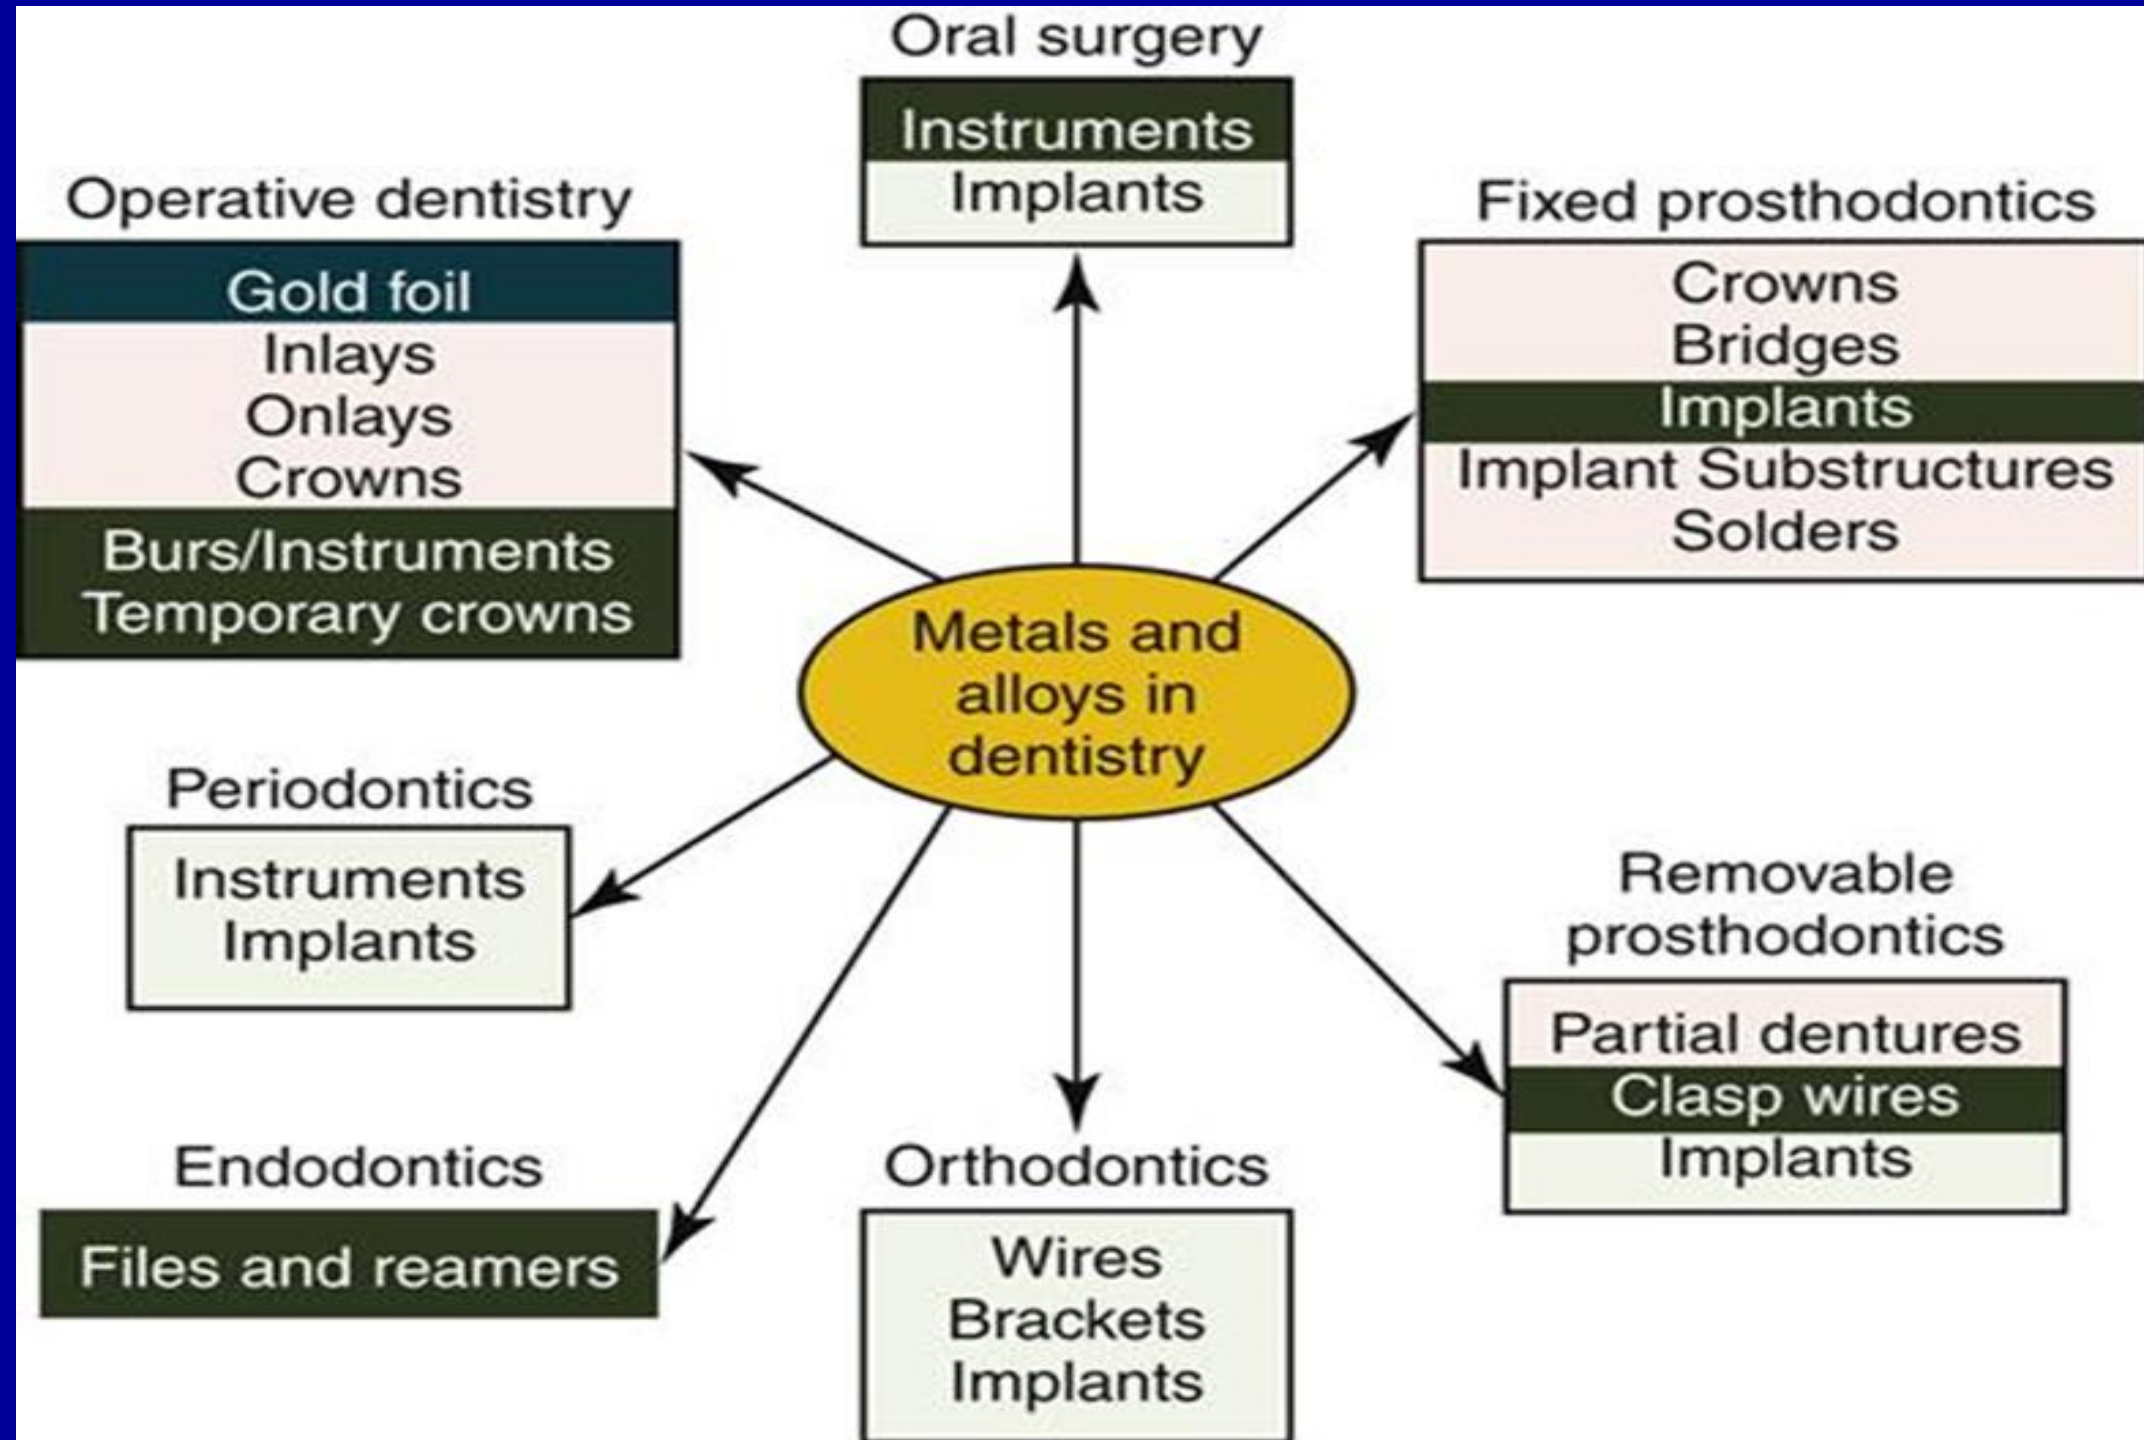 Oral surgery
Instruments
Implants
Operative dentistry
Gold foil
Inlays
Onlays
Crowns
Burs/Instruments
Temporary crowns
Fixed prosthodontics
Crowns
Bridges
Implants
Implant Substructures
Solders
Metals and
alloys in
dentistry
Periodontics
Instruments
Implants
Removable
prosthodontics
Partial dentures
Clasp wires
Implants
Endodontics
Files and reamers
Orthodontics
Wires
Brackets
Implants